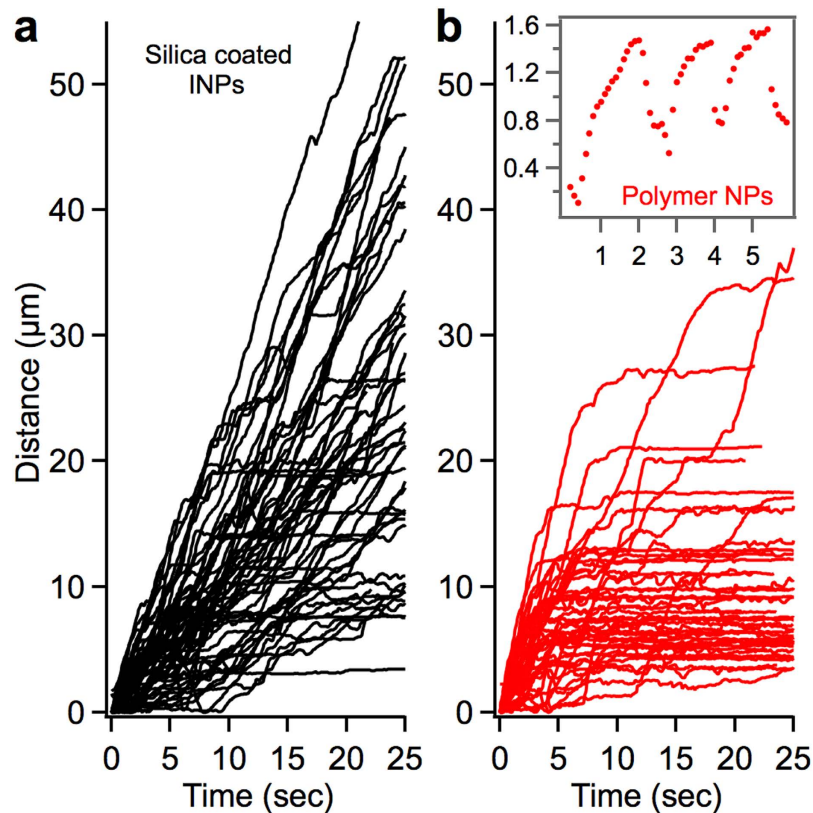 a
Silica coated
INPs
50
40
30
20
10
0
Distance (μm)
0 5 10 15 20 25
Time (sec)
b
1.6
1.2
0.8
0.4
Polymer NPs
1 2 3 4 5
40
30
20
10
0
0 5 10 15 20 25
Time (sec)